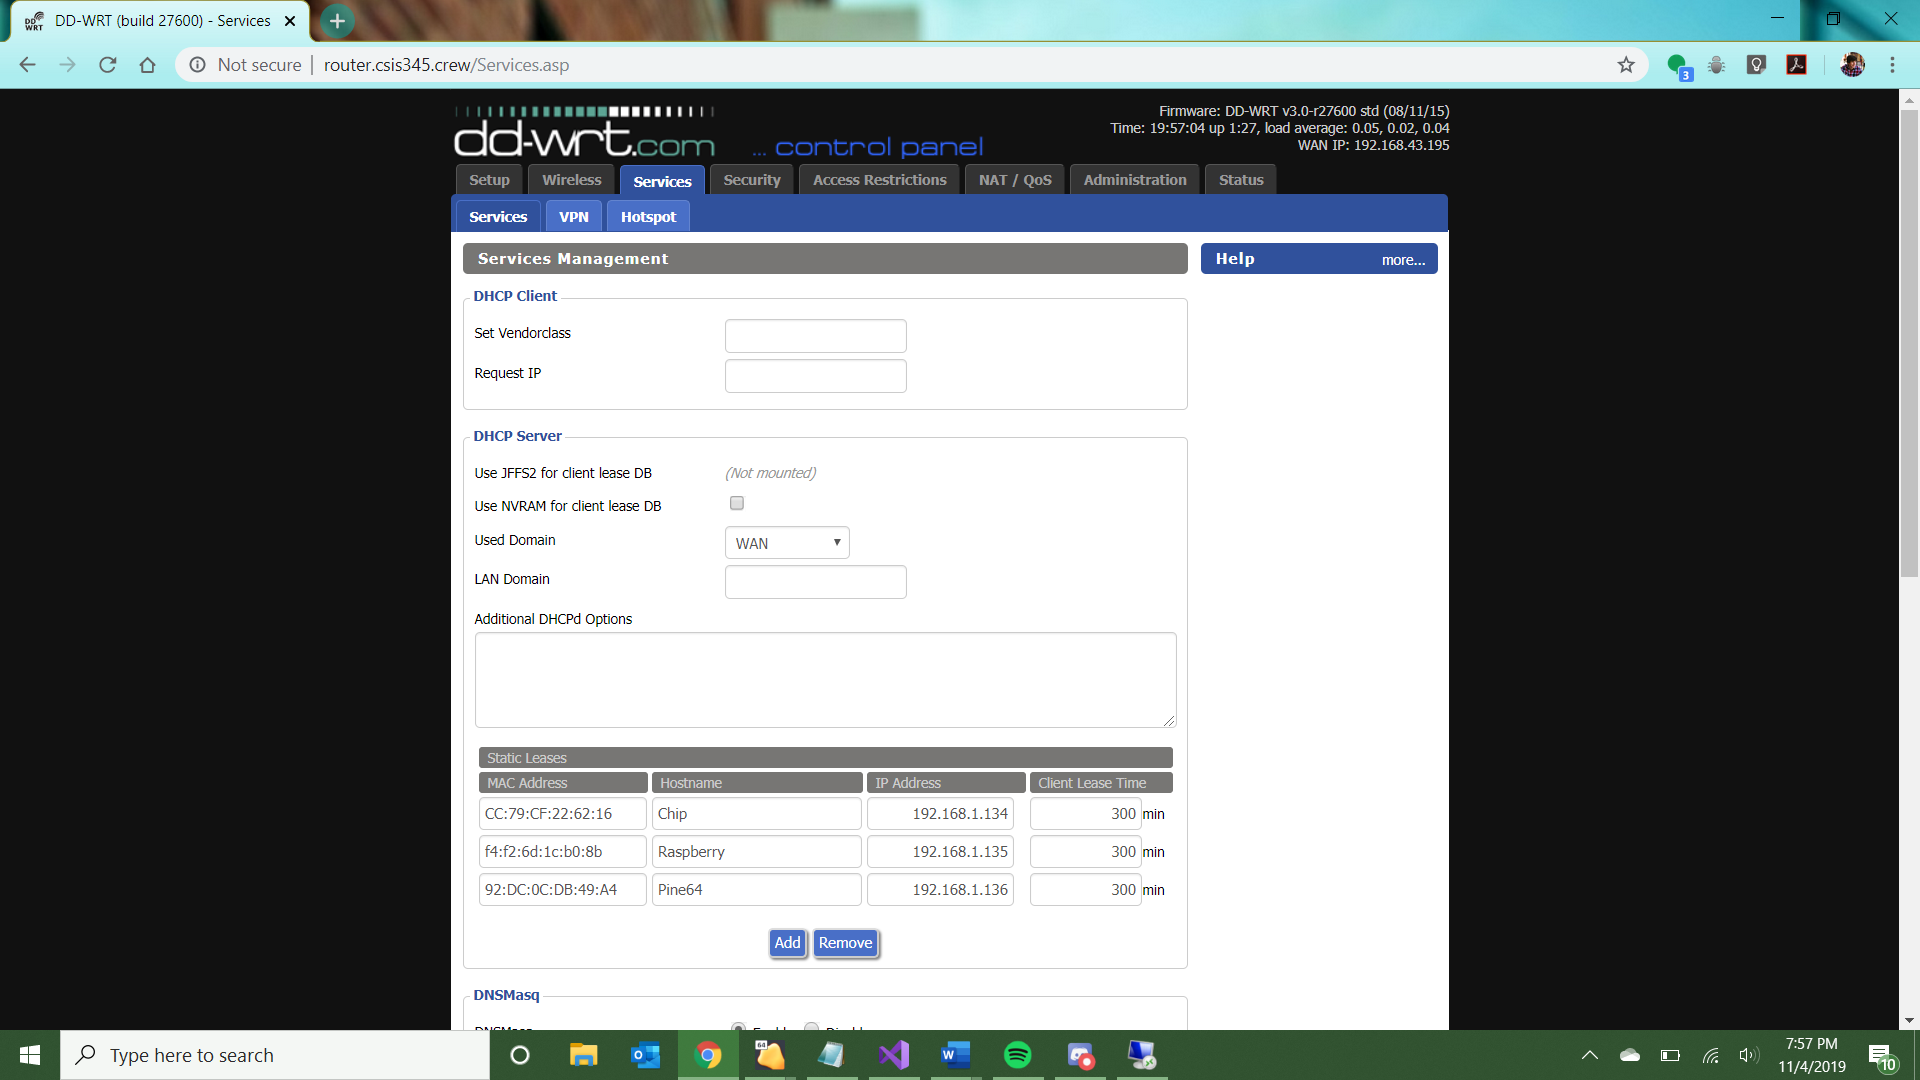 DD-WRT (build 27600) - Services
Not secure | router.csis345.crew/Services.asp
3
dd-wrt.com ... control panel
Firmware: DD-WRT v3.0-r27600 std (08/11/15)
Time: 19:57:04 up 1:27, load average: 0.05, 0.02, 0.04
WAN IP: 192.168.43.195
Setup Wireless Services Security Access Restrictions NAT / QoS Administration Status
Services VPN Hotspot
Services Management
Help more...
DHCP Client
Set Vendorclass
Request IP
DHCP Server
Use JFFS2 for client lease DB (Not mounted)
Use NVRAM for client lease DB
Used Domain WAN
LAN Domain
Additional DHCPd Options
Static Leases
MAC Address Hostname IP Address Client Lease Time
CC:79:CF:22:62:16 Chip 192.168.1.134 300 min
f4:f2:6d:1c:b0:8b Raspberry 192.168.1.135 300 min
92:DC:0C:DB:49:A4 Pine64 192.168.1.136 300 min
Add Remove
DNSMasq
DNSMasq Enable Disable
Type here to search
64
7:57 PM
11/4/2019
10